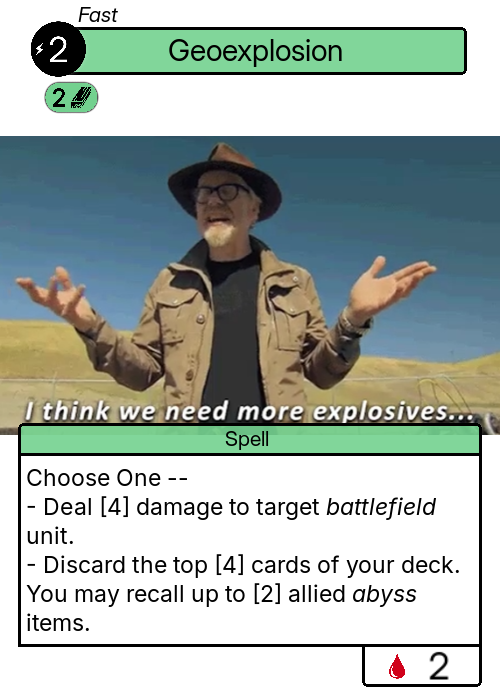 Fast
2
Geoexplosion
2
I think we need more explosives...
Spell
Choose One --
- Deal [4] damage to target battlefield
unit.
- Discard the top [4] cards of your deck.
You may recall up to [2] allied abyss
items.
2